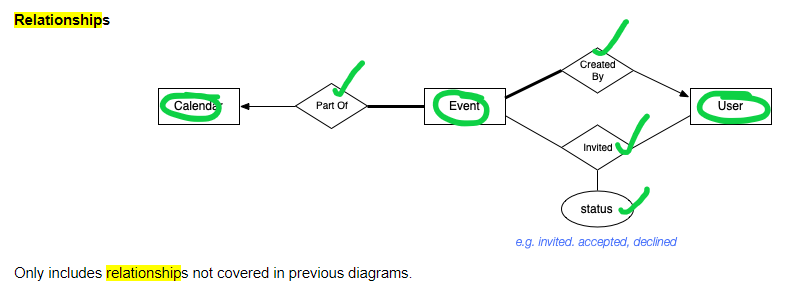 Relationships
Created
By
Calendar
Part Of
Event
User
Invited
status
e.g. invited. accepted, declined
Only includes relationships not covered in previous diagrams.